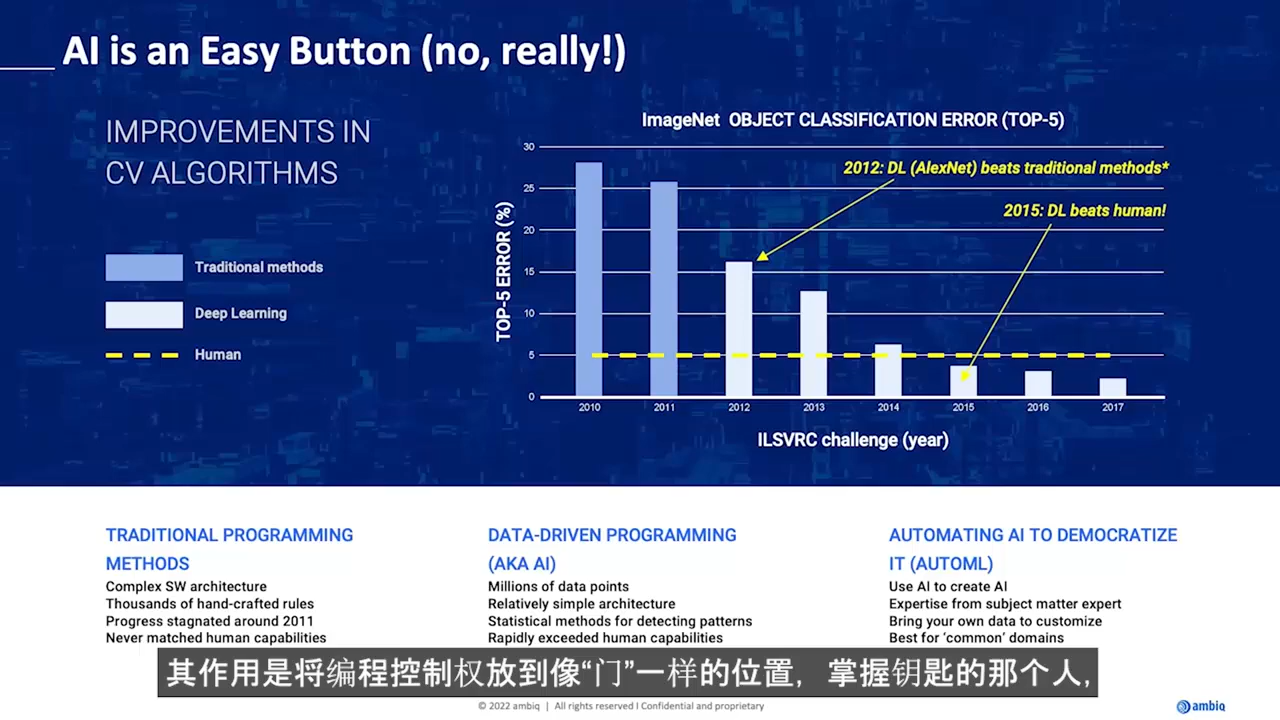 AI is an Easy Button (no, really!)
IMPROVEMENTS IN
CV ALGORITHMS
Traditional methods
Deep Learning
Human
ImageNet OBJECT CLASSIFICATION ERROR (TOP-5)
2012: DL (AlexNet) beats traditional methods*
2015: DL beats human!
TOP-5 ERROR (%)
30
25
20
15
10
5
0
2010 2011 2012 2013 2014 2015 2016 2017
ILSVRC challenge (year)
TRADITIONAL PROGRAMMING
METHODS
Complex SW architecture
Thousands of hand-crafted rules
Progress stagnated around 2011
Never matched human capabilities
DATA-DRIVEN PROGRAMMING
(AKA AI)
Millions of data points
Relatively simple architecture
Statistical methods for detecting patterns
Rapidly exceeded human capabilities
AUTOMATING AI TO DEMOCRATIZE
IT (AUTOML)
Use AI to create AI
Expertise from subject matter expert
Bring your own data to customize
Best for ‘common’ domains
其作用是将编程控制权放到像“门”一样的位置，掌握钥匙的那个人,
© 2022 ambiq | All rights reserved I Confidential and proprietary
ambiq